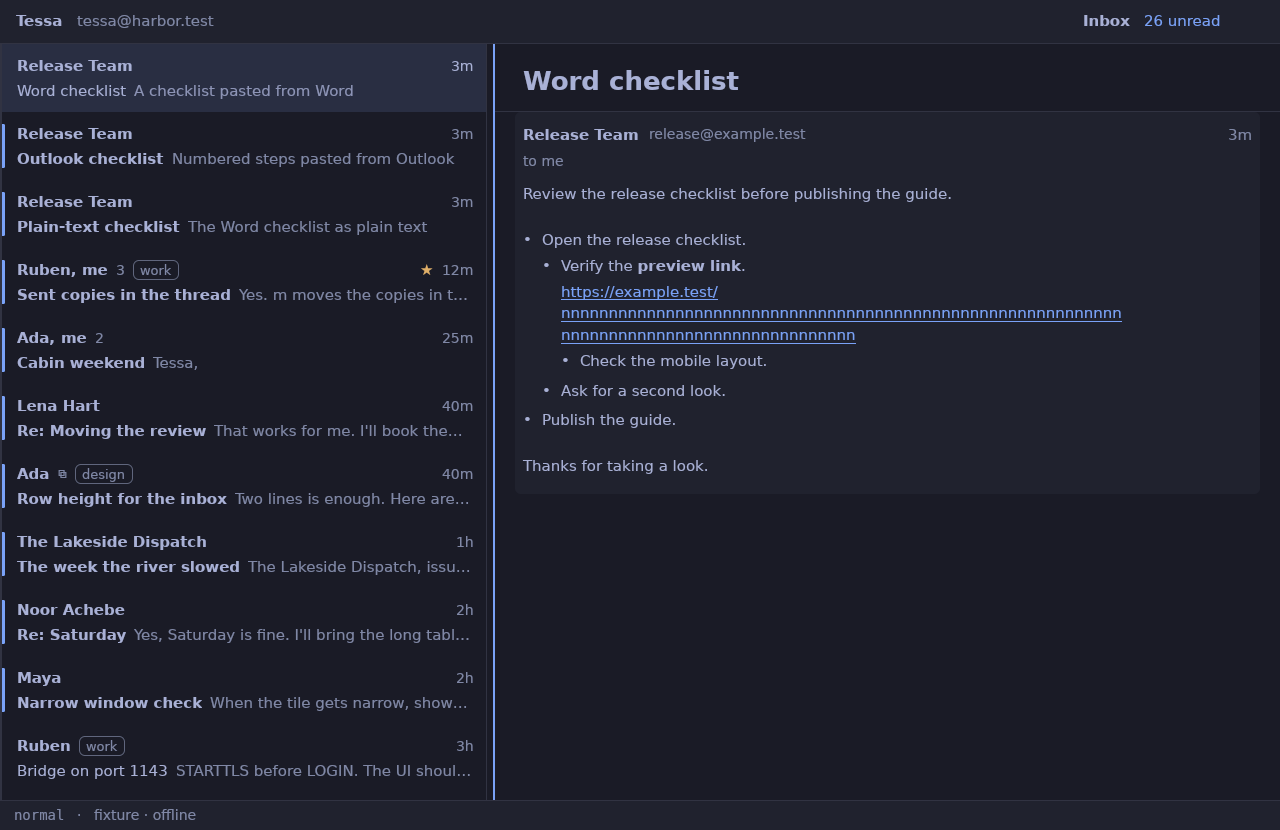 Tessa tessa@harbor.test Inbox 26 unread
Release Team 3m
Word checklist A checklist pasted from Word
Release Team 3m
Outlook checklist Numbered steps pasted from Outlook
Release Team 3m
Plain-text checklist The Word checklist as plain text
Ruben, me 3 work ★ 12m
Sent copies in the thread Yes. m moves the copies in t…
Ada, me 2 25m
Cabin weekend Tessa,
Lena Hart 40m
Re: Moving the review That works for me. I'll book the…
Ada design 40m
Row height for the inbox Two lines is enough. Here are…
The Lakeside Dispatch 1h
The week the river slowed The Lakeside Dispatch, issu…
Noor Achebe 2h
Re: Saturday Yes, Saturday is fine. I'll bring the long tabl…
Maya 2h
Narrow window check When the tile gets narrow, show…
Ruben work 3h
Bridge on port 1143 STARTTLS before LOGIN. The UI shoul…
Word checklist
Release Team release@example.test 3m
to me
Review the release checklist before publishing the guide.
• Open the release checklist.
• Verify the preview link.
https://example.test/
nnnnnnnnnnnnnnnnnnnnnnnnnnnnnnnnnnnnnnnnnnnnnnnnnnnnnnnnnnn
nnnnnnnnnnnnnnnnnnnnnnnnnnnnnnn
• Check the mobile layout.
• Ask for a second look.
• Publish the guide.
Thanks for taking a look.
normal · fixture · offline